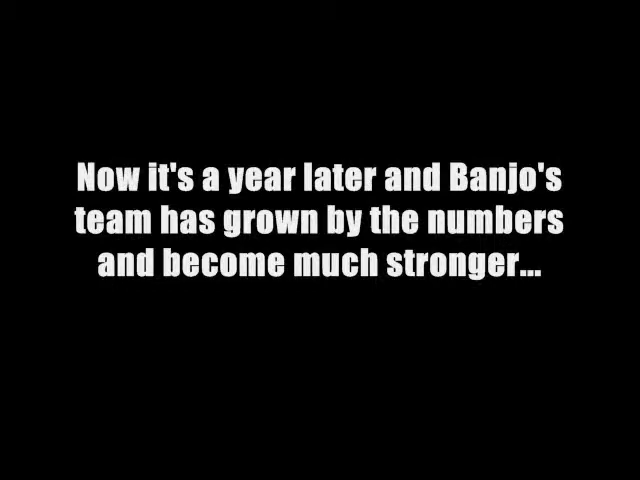 Now it's a year later and Banjo's
team has grown by the numbers
and become much stronger...